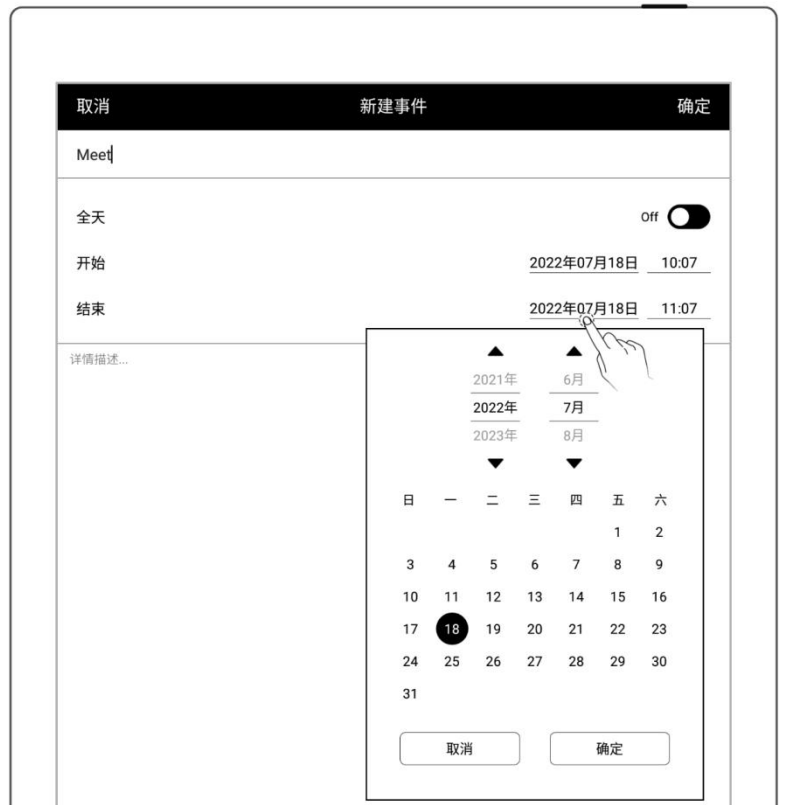 取消 新建事件 确定
Meet
全天 Off
开始 2022年07月18日 10:07
结束 2022年07月18日 11:07
详情描述...
2021年 6月
2022年 7月
2023年 8月
日 一 二 三 四 五 六
1 2
3 4 5 6 7 8 9
10 11 12 13 14 15 16
17 18 19 20 21 22 23
24 25 26 27 28 29 30
31
取消 确定